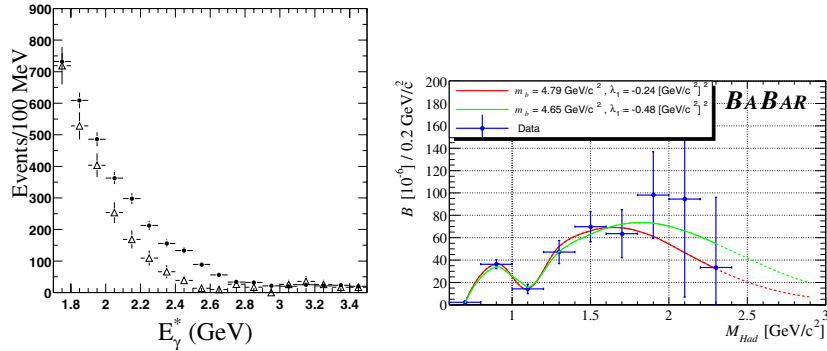 900
800
700
600
500
400
300
200
100
0
Events/100 MeV
1.8 2 2.2 2.4 2.6 2.8 3 3.2 3.4
E*γ (GeV)
200
180
160
140
120
100
80
60
40
20
0
B [10⁻⁶] / 0.2 GeV/c²
m_b = 4.79 GeV/c ² , λ₁ = -0.24 [GeV/c ²] ²
m_b = 4.65 GeV/c ² , λ₁ = -0.48 [GeV/c ²] ²
Data
BABAR
1 1.5 2 2.5 3
M_Had [GeV/c²]